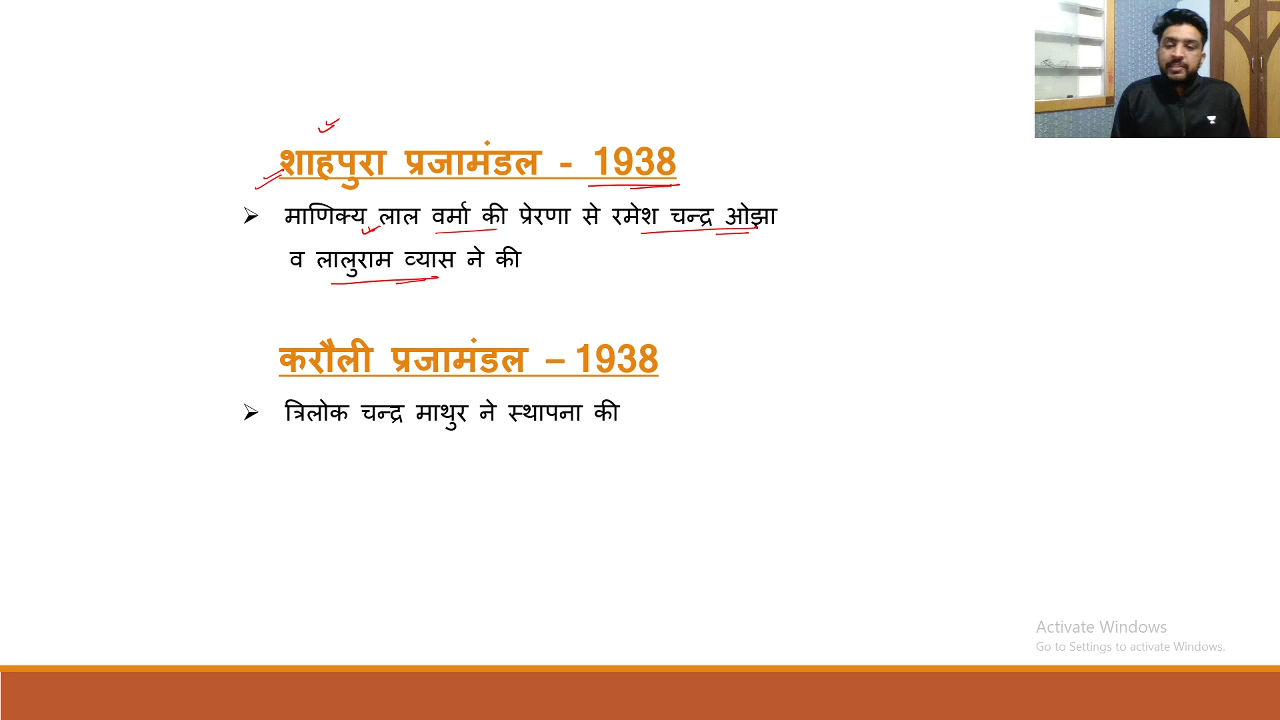 शाहपुरा प्रजामंडल - 1938
➢ माणिक्य लाल वर्मा की प्रेरणा से रमेश चन्द्र ओझा
व लालुराम व्यास ने की
करौली प्रजामंडल – 1938
➢ त्रिलोक चन्द्र माथुर ने स्थापना की
Activate Windows
Go to Settings to activate Windows.